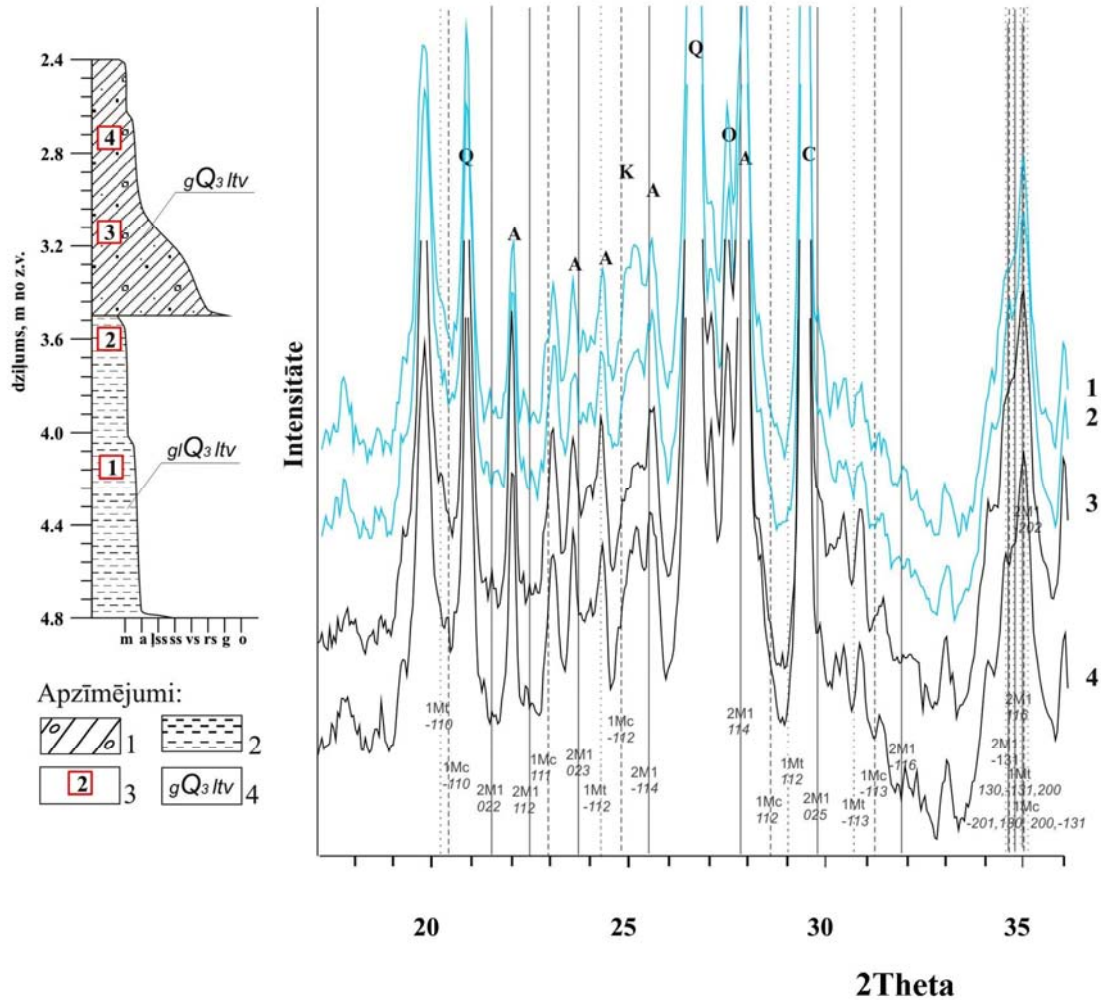 2.4
2.8
3.2
3.6
4.0
4.4
4.8
dziļums, m no z.v.
4
3
2
1
gQ3 ltv
glQ3 ltv
m a lss ss vs rs g o
Apzīmējumi:
1
2
2 3
gQ3 ltv 4
Intensitāte
Q
A
A
A
K
A
Q
O
A
C
1
2
3
4
2M1
-202
1Mt
-110
1Mc
-110
2M1
022
2M1
112
1Mc
111
2M1
023
1Mt
-112
1Mc
-112
2M1
-114
2M1
114
1Mc
112
1Mt
112
2M1
025
1Mt
-113
1Mc
-113
2M1
-116
2M1
116
2M1
-131
1Mt
130,-131,200
1Mc
-201,130, 200,-131
20
25
30
35
2Theta